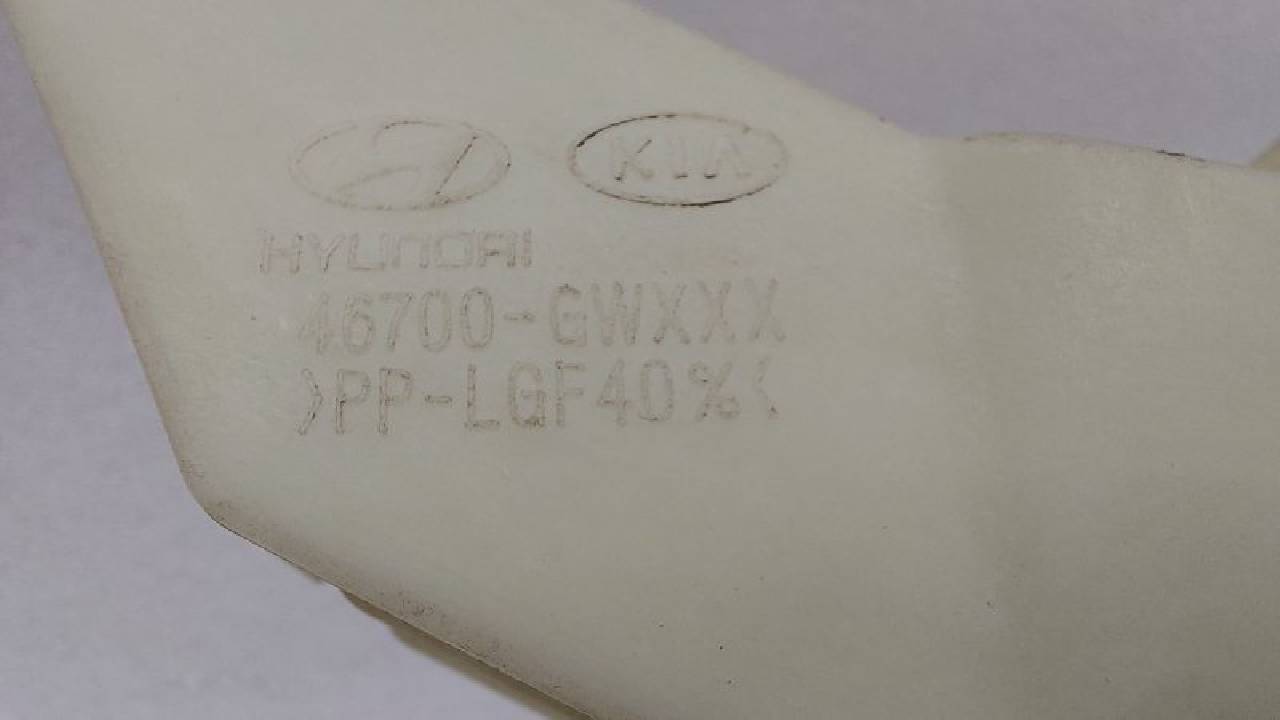 KIA
HYUNDAI
46700-GWXXX
>PP-LGF40%<